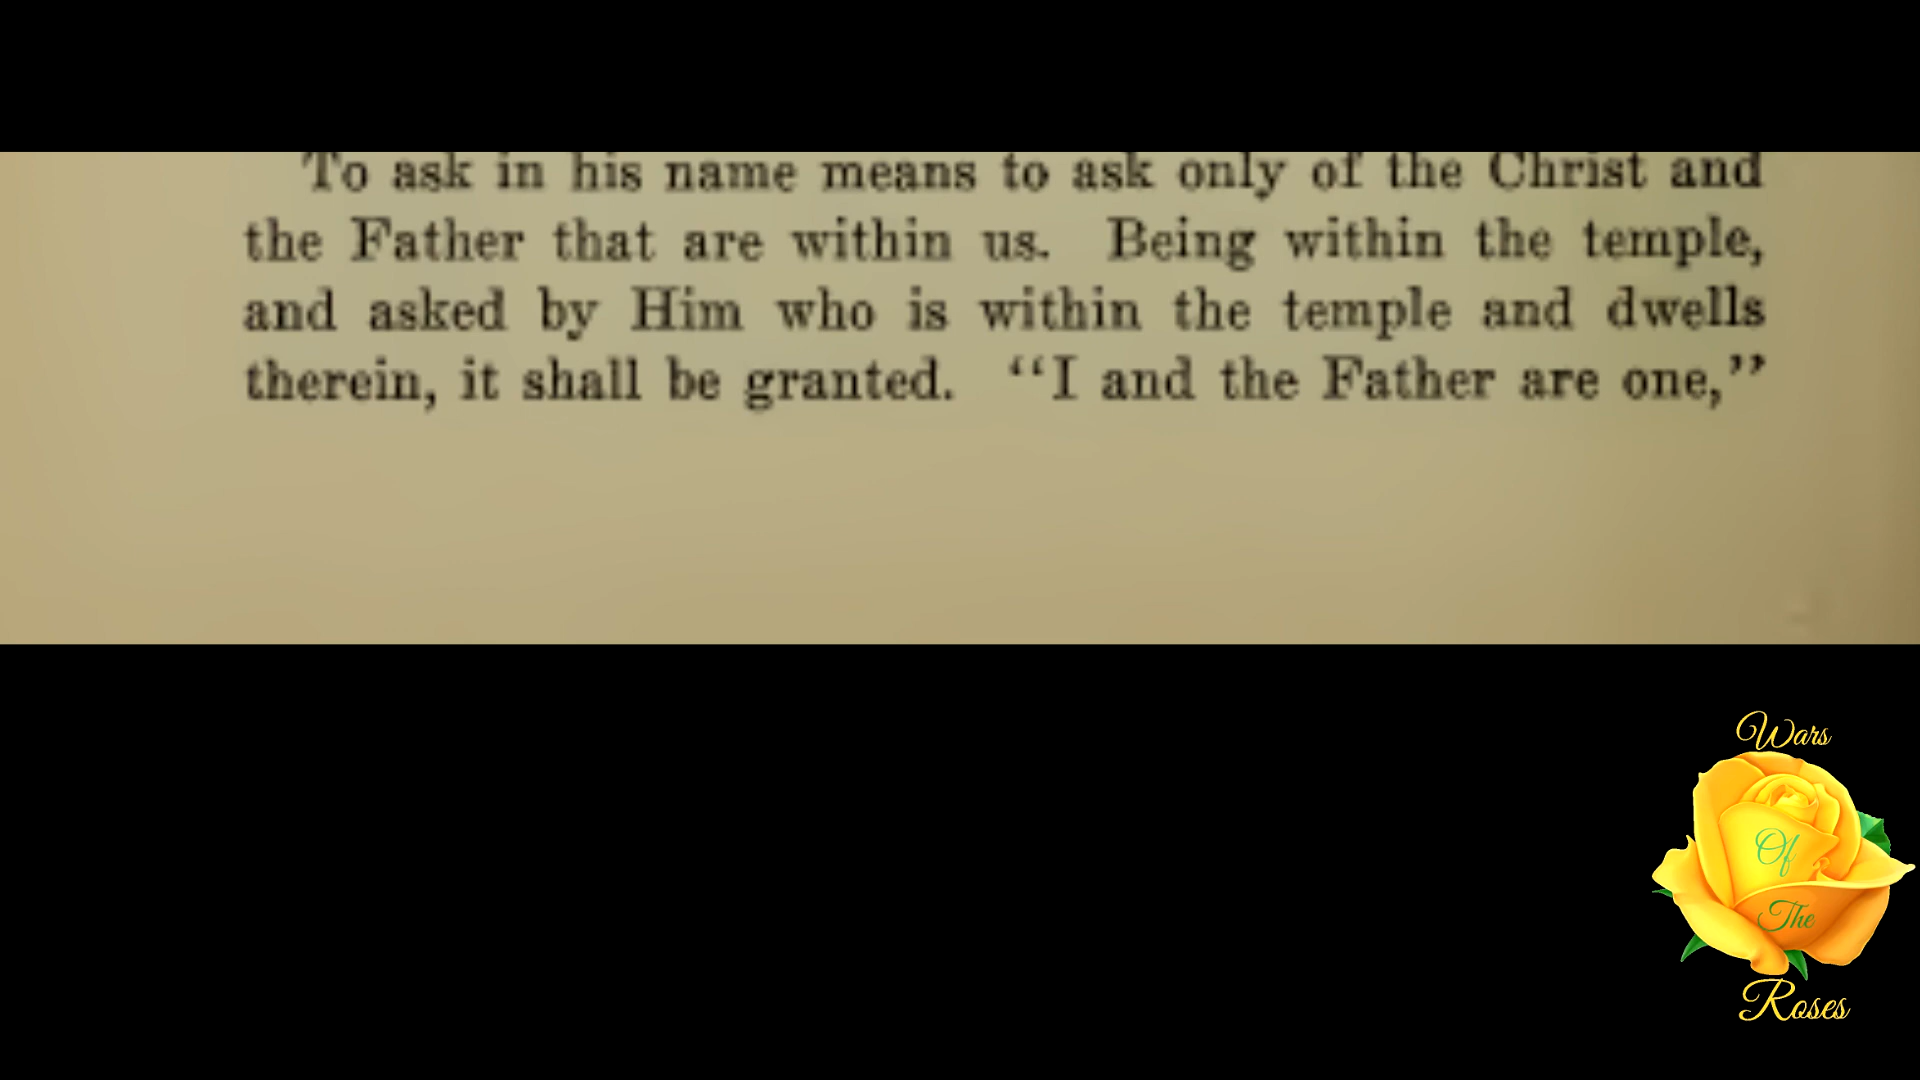 To ask in his name means to ask only of the Christ and
the Father that are within us. Being within the temple,
and asked by Him who is within the temple and dwells
therein, it shall be granted. “I and the Father are one,”
Wars
Of
The
Roses